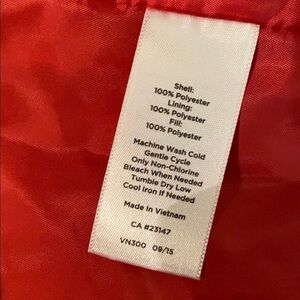 Shell:
100% Polyester
Lining:
100% Polyester
Fill:
100% Polyester
Machine Wash Cold
Gentle Cycle
Only Non-Chlorine
Bleach When Needed
Tumble Dry Low
Cool Iron If Needed
Made in Vietnam
CA #23147
VN300 09/15